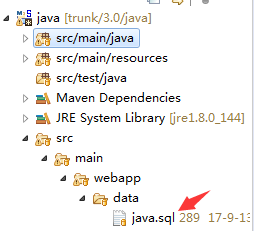 java [trunk/3.0/java]
src/main/java
src/main/resources
src/test/java
Maven Dependencies
JRE System Library [jre1.8.0_144]
src
main
webapp
data
java.sql 289 17-9-13